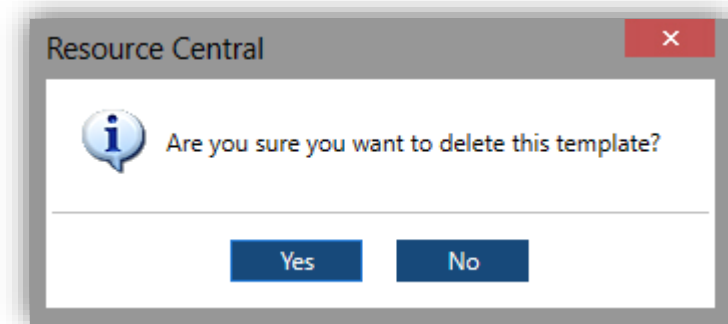 Resource Central
Are you sure you want to delete this template?
Yes
No